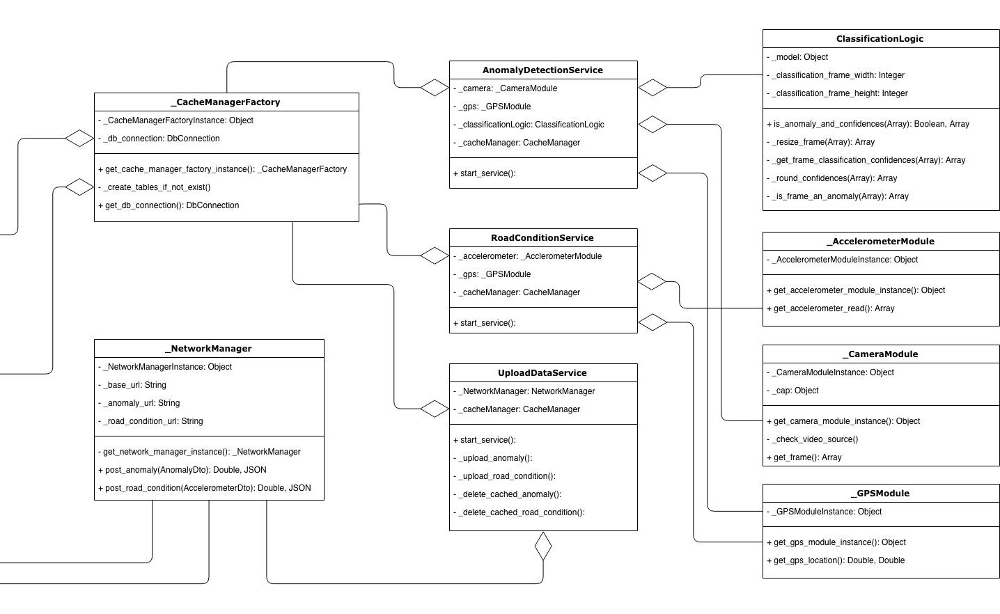 _CacheManagerFactory
- _CacheManagerFactoryInstance: Object
- _db_connection: DbConnection
+ get_cache_manager_factory_instance(): _CacheManagerFactory
- _create_tables_if_not_exist()
+ get_db_connection(): DbConnection
_NetworkManager
- _NetworkManagerInstance: Object
- _base_url: String
- _anomaly_url: String
- _road_condition_url: String
- get_network_manager_instance(): _NetworkManager
+ post_anomaly(AnomalyDto): Double, JSON
+ post_road_condition(AccelerometerDto): Double, JSON
AnomalyDetectionService
- _camera: _CameraModule
- _gps: _GPSModule
- _classificationLogic: ClassificationLogic
- _cacheManager: CacheManager
+ start_service():
RoadConditionService
- _accelerometer: _AcclerometerModule
- _gps: _GPSModule
- _cacheManager: CacheManager
+ start_service():
UploadDataService
- _NetworkManager: NetworkManager
- _cacheManager: CacheManager
+ start_service():
- _upload_anomaly():
- _upload_road_condition():
- _delete_cached_anomaly():
- _delete_cached_road_condition():
ClassificationLogic
- _model: Object
- _classification_frame_width: Integer
- _classification_frame_height: Integer
+ is_anomaly_and_confidences(Array): Boolean, Array
- _resize_frame(Array): Array
- _get_frame_classification_confidences(Array): Array
- _round_confidences(Array): Array
- _is_frame_an_anomaly(Array): Array
_AccelerometerModule
- _AccelerometerModuleInstance: Object
+ get_accelerometer_module_instance(): Object
+ get_accelerometer_read(): Array
_CameraModule
- _CameraModuleInstance: Object
- _cap: Object
+ get_camera_module_instance(): Object
- _check_video_source()
+ get_frame(): Array
_GPSModule
- _GPSModuleInstance: Object
+ get_gps_module_instance(): Object
+ get_gps_location(): Double, Double